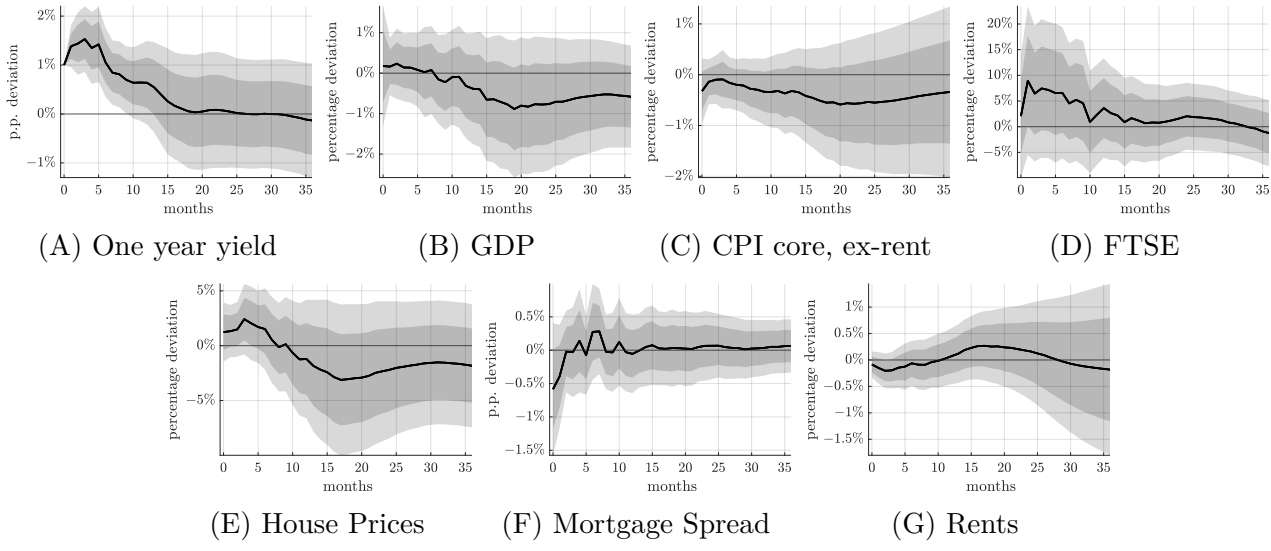 p.p. deviation
1%
0%
−1%
0 5 10 15 20 25 30 35
months
(A) One year yield
percentage deviation
1%
0%
−1%
−2%
0 5 10 15 20 25 30 35
months
(B) GDP
percentage deviation
1%
0%
−1%
−2%
0 5 10 15 20 25 30 35
months
(C) CPI core, ex-rent
percentage deviation
20%
15%
10%
5%
0%
−5%
0 5 10 15 20 25 30 35
months
(D) FTSE
percentage deviation
5%
0%
−5%
0 5 10 15 20 25 30 35
months
(E) House Prices
p.p. deviation
0.5%
0%
−0.5%
−1%
−1.5%
0 5 10 15 20 25 30 35
months
(F) Mortgage Spread
percentage deviation
1%
0.5%
0%
−0.5%
−1%
−1.5%
0 5 10 15 20 25 30 35
months
(G) Rents